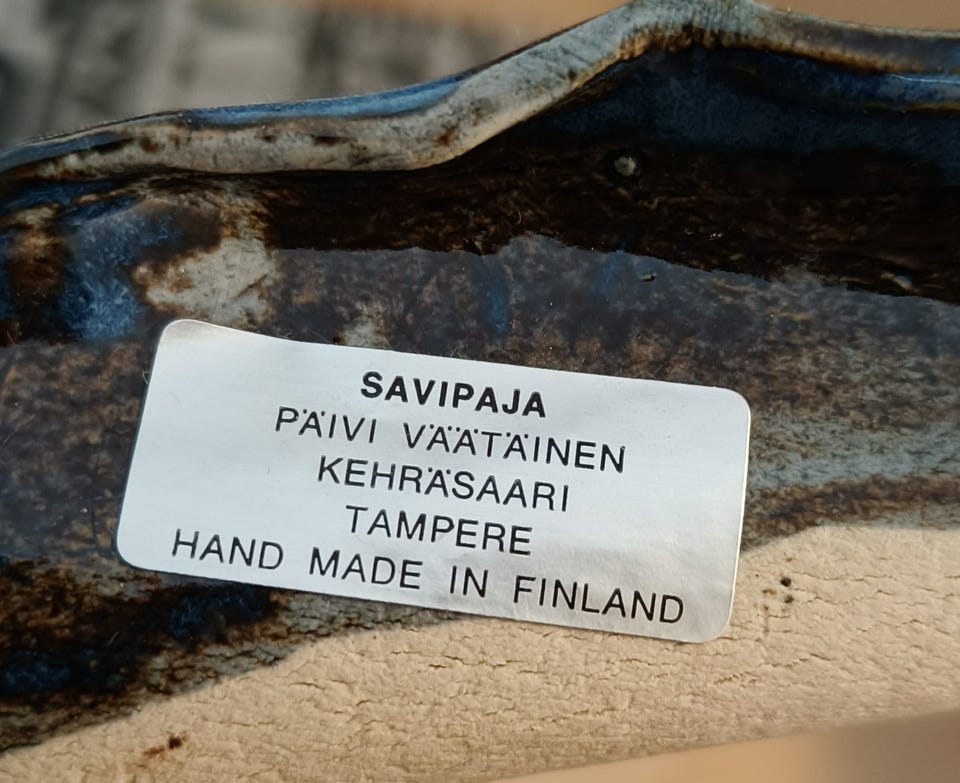 SAVIPAJA
PÄIVI VÄÄTÄINEN
KEHRÄSAARI
TAMPERE
HAND MADE IN FINLAND